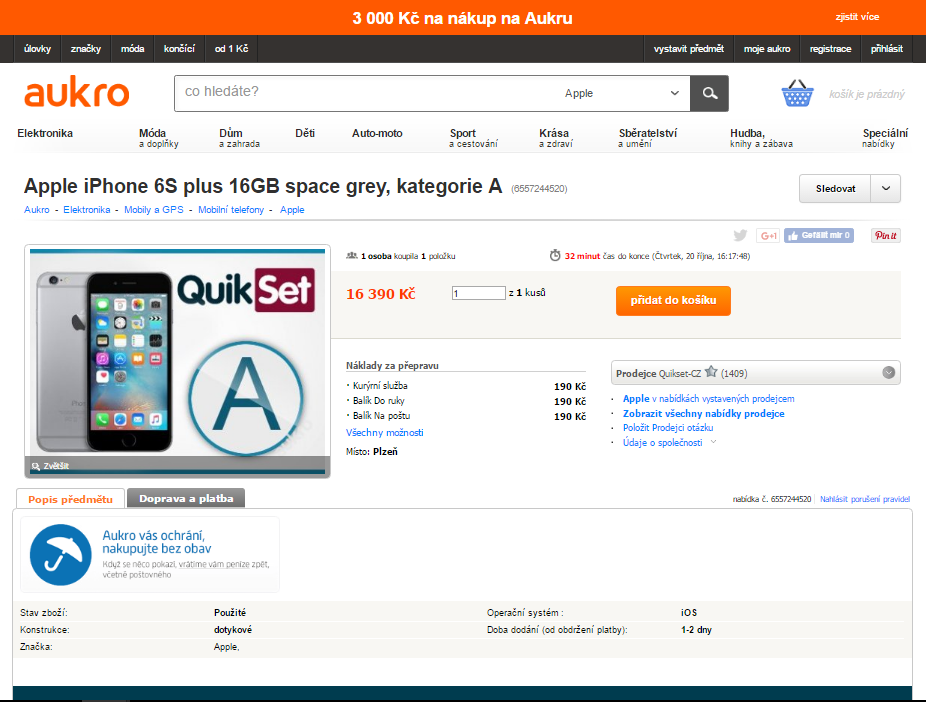 3 000 Kč na nákup na Aukru
zjistit více
úlovky značky móda končící od 1 Kč vystavit předmět moje aukro registrace přihlásit
aukro
co hledáte? Apple
košík je prázdný
Elektronika Móda Dům Děti Auto-moto Sport Krása Sběratelství Hudba, Speciální
a doplňky a zahrada a cestování a zdraví a umění knihy a zábava nabídky
Apple iPhone 6S plus 16GB space grey, kategorie A (6557244520)
Sledovat
Aukro - Elektronika - Mobily a GPS - Mobilní telefony - Apple
G+1 Gefällt mir 0 Pin it
1 osoba koupila 1 položku
32 minut čas do konce (Čtvrtek, 20 října, 16:17:48)
QuikSet
A
Zvětšit
16 390 Kč
1 z 1 kusů
přidat do košíku
Náklady za přepravu
Kurýrní služba 190 Kč
Balík Do ruky 190 Kč
Balík Na poštu 190 Kč
Všechny možnosti
Místo: Plzeň
Prodejce Quikset-CZ (1409)
Apple v nabídkách vystavených prodejcem
Zobrazit všechny nabídky prodejce
Položit Prodejci otázku
Údaje o společnosti
Popis předmětu Doprava a platba
nabídka č. 6557244520 Nahlásit porušení pravidel
Aukro vás ochrání,
nakupujte bez obav
Když se něco pokazí, vrátíme vám peníze zpět,
včetně poštovného
Stav zboží: Použité Operační systém : iOS
Konstrukce: dotykové Doba dodání (od obdržení platby): 1-2 dny
Značka: Apple,